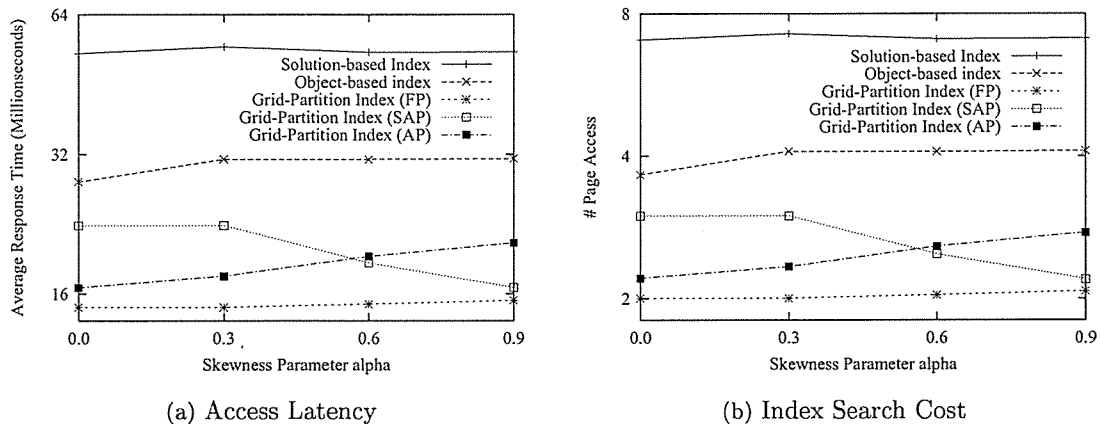 64
32
16
Average Response Time (Millionseconds)
Solution-based Index
Object-based index
Grid-Partition Index (FP)
Grid-Partition Index (SAP)
Grid-Partition Index (AP)
0.0 0.3 0.6 0.9
Skewness Parameter alpha
(a) Access Latency
8
4
2
# Page Access
Solution-based Index
Object-based index
Grid-Partition Index (FP)
Grid-Partition Index (SAP)
Grid-Partition Index (AP)
0.0 0.3 0.6 0.9
Skewness Parameter alpha
(b) Index Search Cost